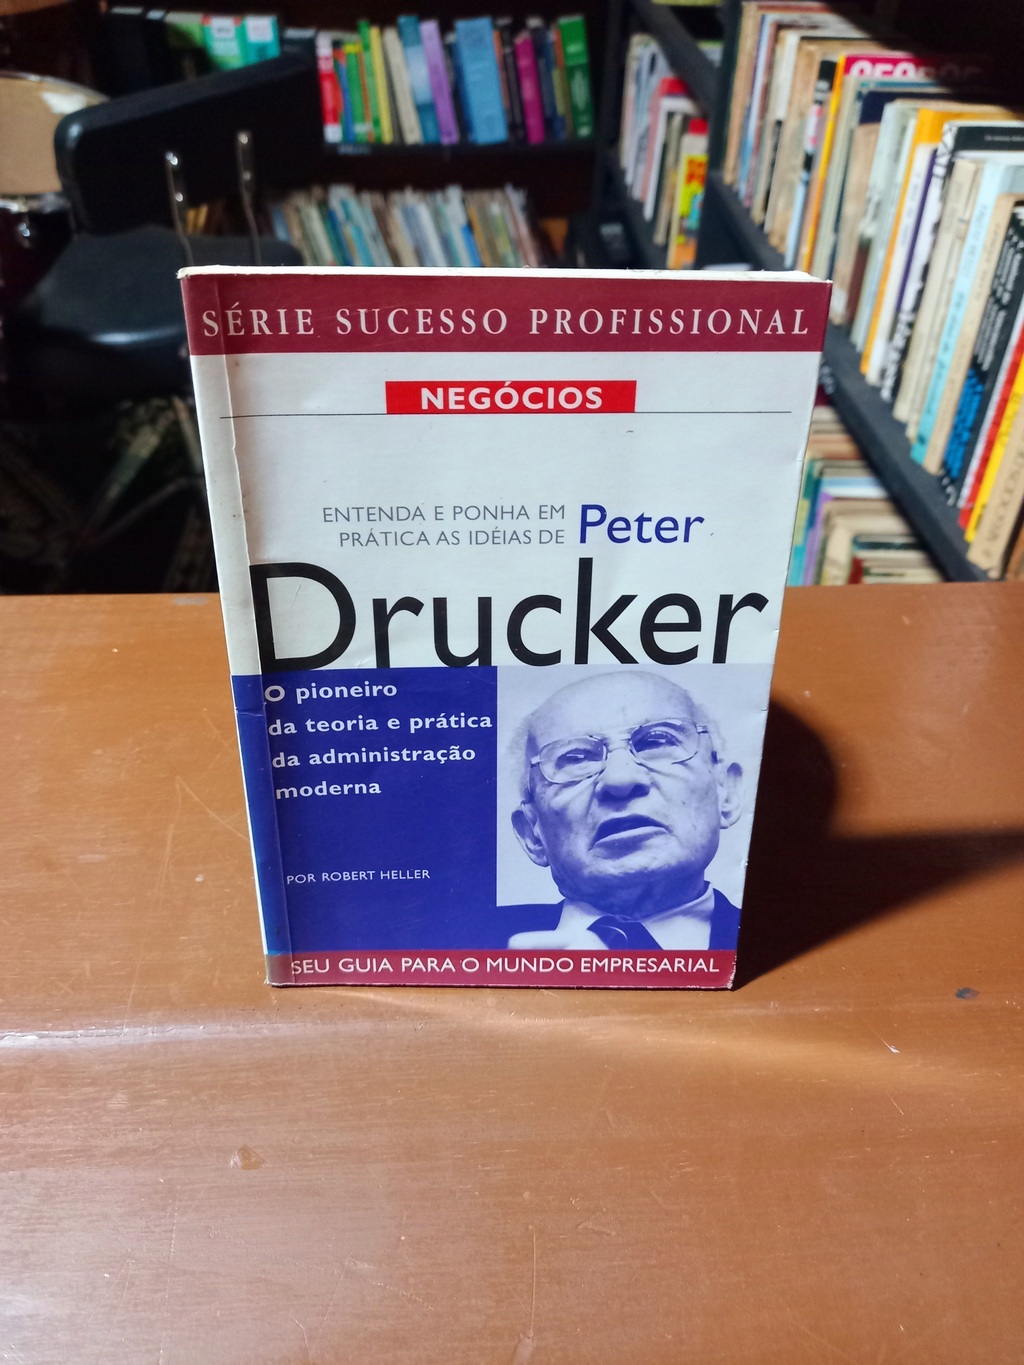 SÉRIE SUCESSO PROFISSIONAL
NEGÓCIOS
ENTENDA E PONHA EM
PRÁTICA AS IDÉIAS DE
Peter
Drucker
O pioneiro
da teoria e prática
da administração
moderna
POR ROBERT HELLER
SEU GUIA PARA O MUNDO EMPRESARIAL